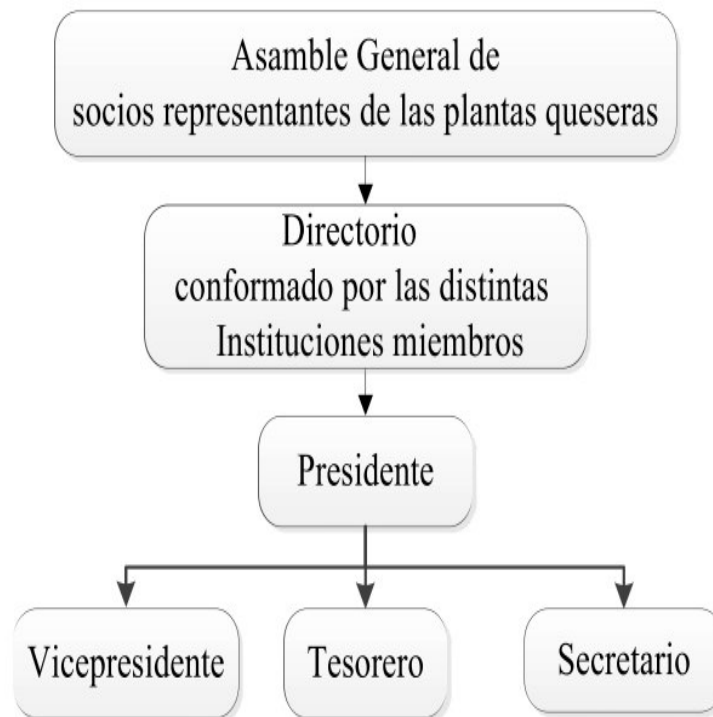 Asamble General de
socios representantes de las plantas queseras
Directorio
conformado por las distintas
Instituciones miembros
Presidente
Vicepresidente
Tesorero
Secretario